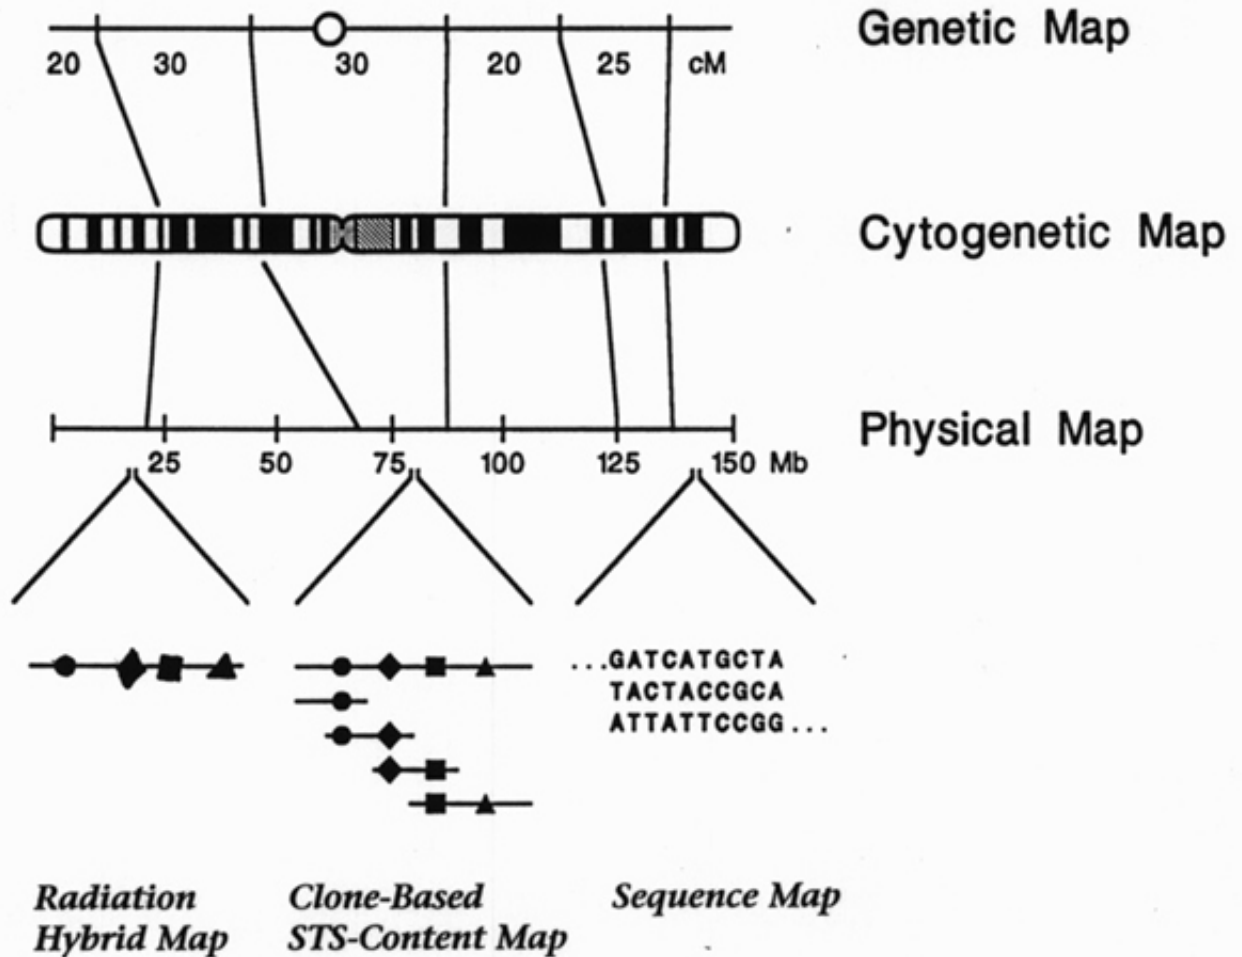 Genetic Map
20 30 30 20 25 cM
Cytogenetic Map
Physical Map
25 50 75 100 125 150 Mb
...GATCATGCTA
TACTACCGCA
ATTATTCCGG...
Radiation
Hybrid Map
Clone-Based
STS-Content Map
Sequence Map